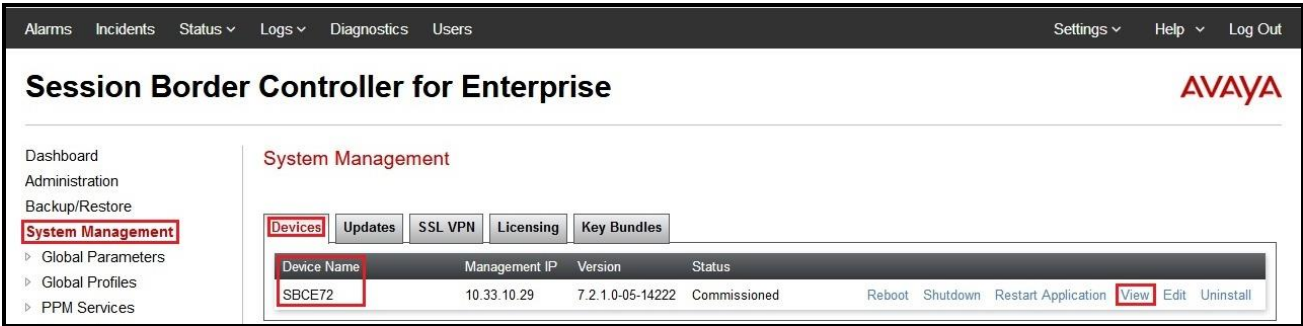 Alarms Incidents Status Logs Diagnostics Users Settings Help Log Out
Session Border Controller for Enterprise AVAYA
Dashboard
Administration
Backup/Restore
System Management
Global Parameters
Global Profiles
PPM Services
System Management
Devices Updates SSL VPN Licensing Key Bundles
Device Name Management IP Version Status
SBCE72 10.33.10.29 7.2.1.0-05-14222 Commissioned Reboot Shutdown Restart Application View Edit Uninstall